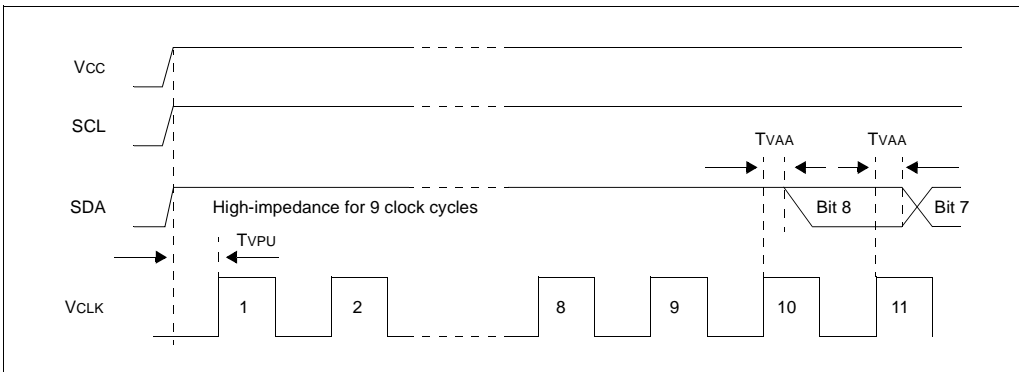 VCC
SCL
TVAA TVAA
SDA High-impedance for 9 clock cycles Bit 8 Bit 7
TVPU
VCLK 1 2 8 9 10 11